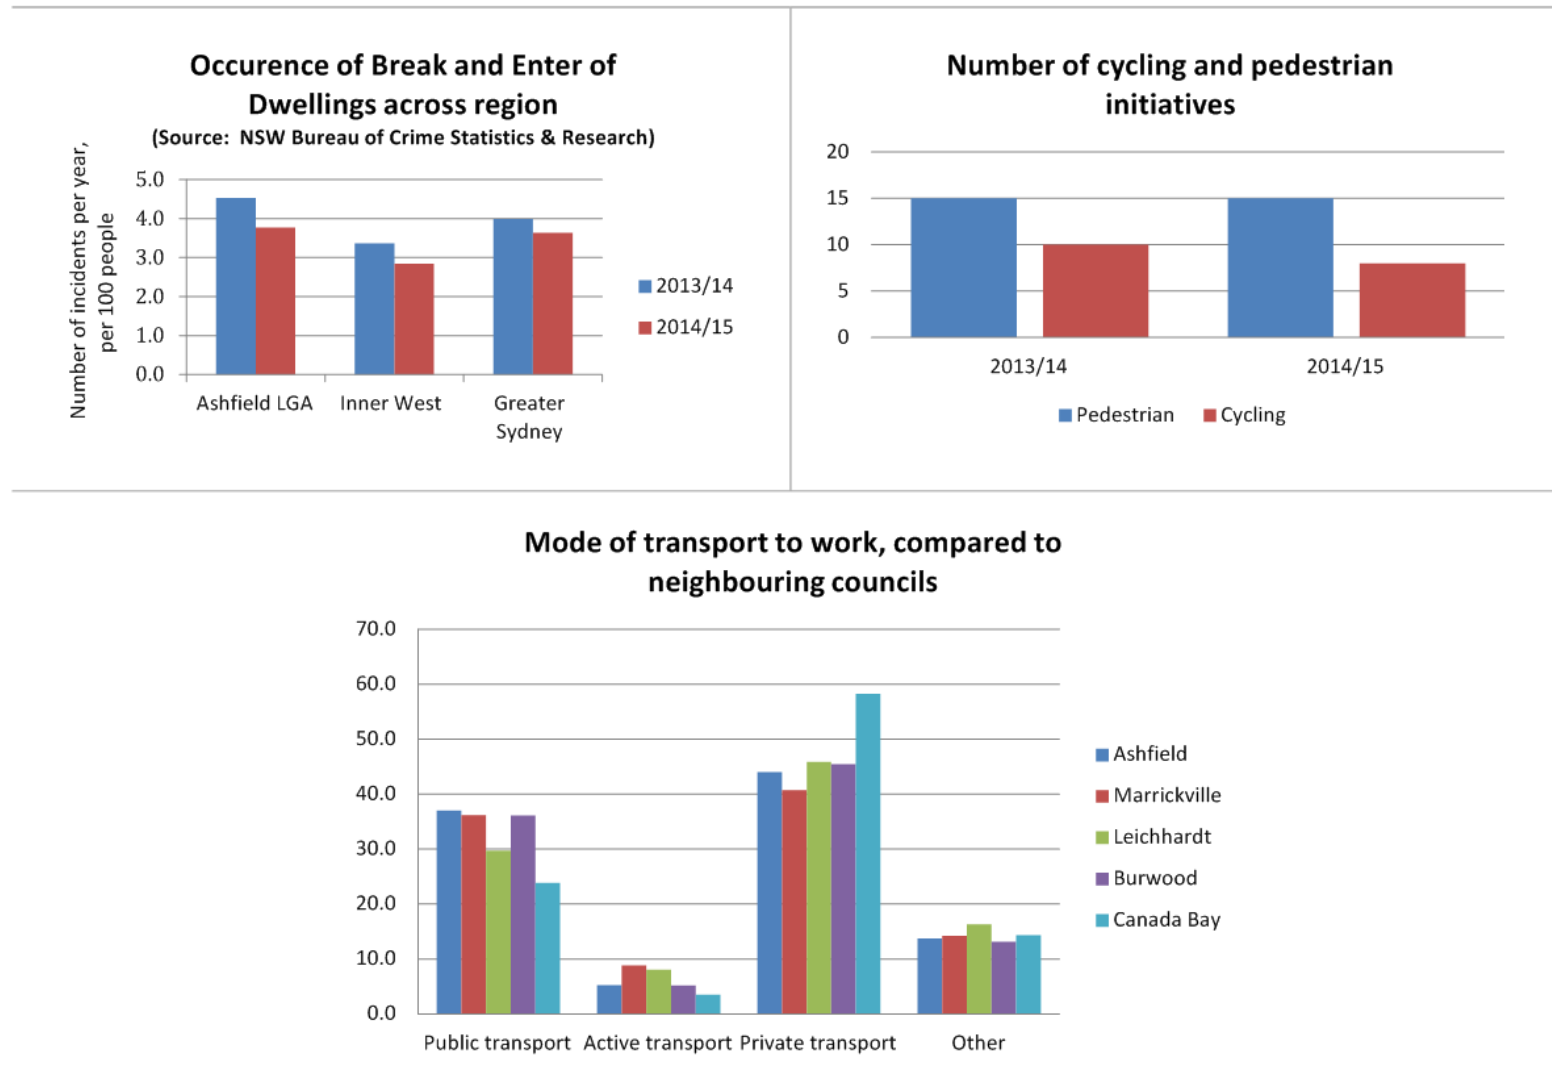 Occurence of Break and Enter of
Dwellings across region
(Source: NSW Bureau of Crime Statistics & Research)
Number of incidents per year,
per 100 people
5.0
4.0
3.0
2.0
1.0
0.0
Ashfield LGA
Inner West
Greater
Sydney
2013/14
2014/15
Number of cycling and pedestrian
initiatives
20
15
10
5
0
2013/14
2014/15
Pedestrian
Cycling
Mode of transport to work, compared to
neighbouring councils
70.0
60.0
50.0
40.0
30.0
20.0
10.0
0.0
Public transport
Active transport
Private transport
Other
Ashfield
Marrickville
Leichhardt
Burwood
Canada Bay